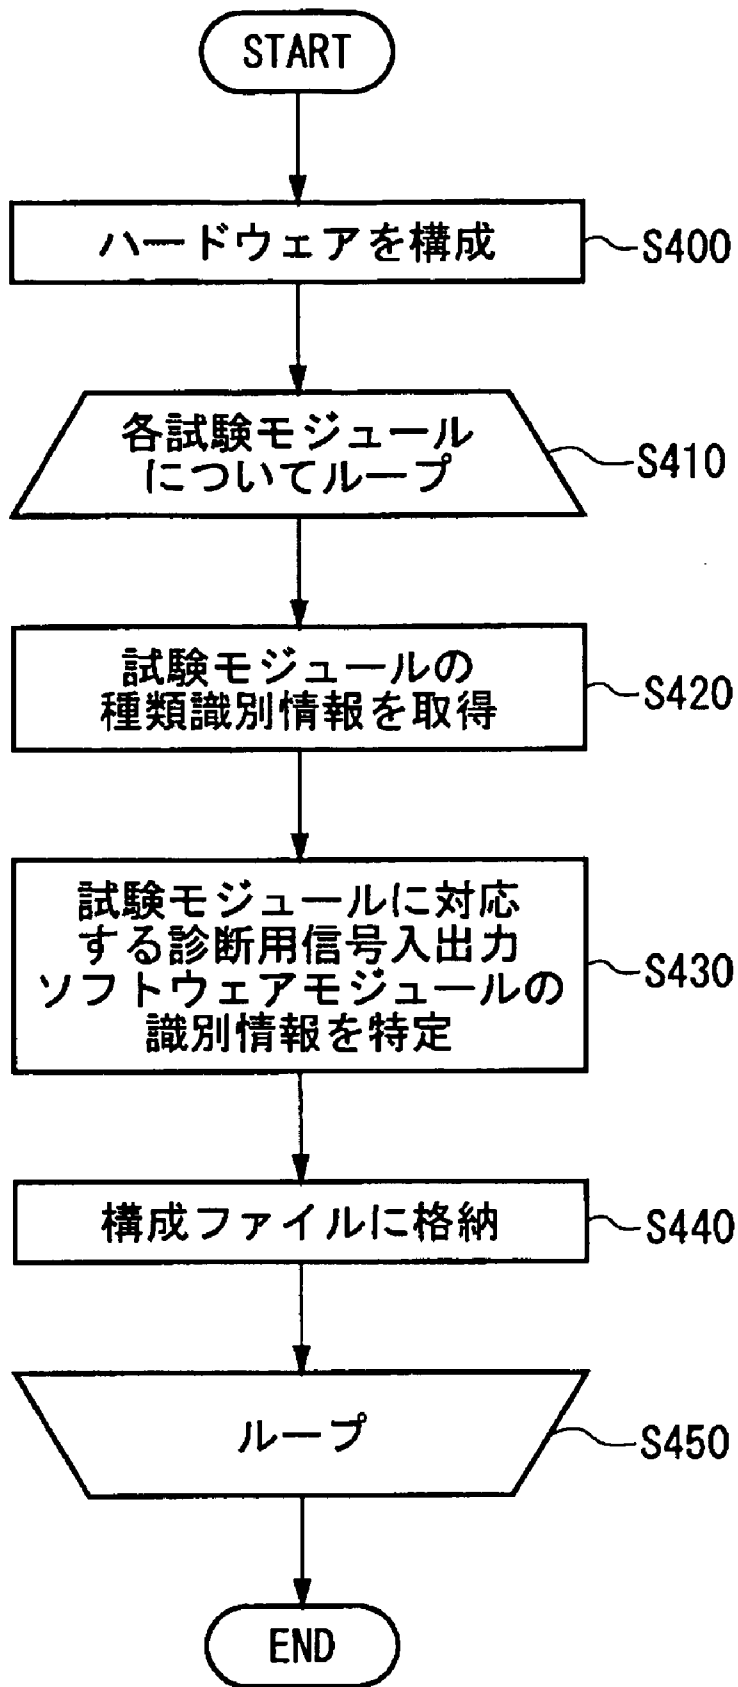 START
ハードウェアを構成
S400
各試験モジュール
についてループ
S410
試験モジュールの
種類識別情報を取得
S420
試験モジュールに対応
する診断用信号入出力
ソフトウェアモジュールの
識別情報を特定
S430
構成ファイルに格納
S440
ループ
S450
END